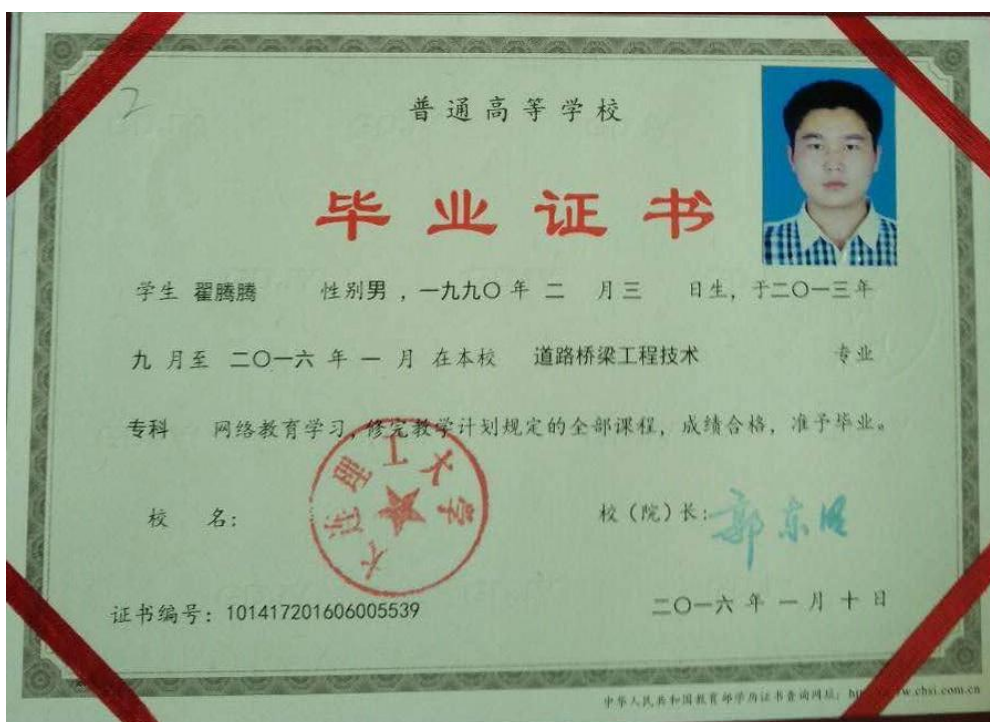 2
普通高等学校
毕业证书
学生 翟腾腾 性别男 ，一九九〇 年 二 月三 日生，于二〇一三年
九 月至 二〇一六 年 一 月 在本校 道路桥梁工程技术 专业
专科 网络教育学习，修完教学计划规定的全部课程，成绩合格，准予毕业。
大连理工大学
校 名： 校（院）长：郭东明
证书编号：101417201606005539 二〇一六 年 一 月 十 日
中华人民共和国教育部学历证书查询网址：http://www.chsi.com.cn